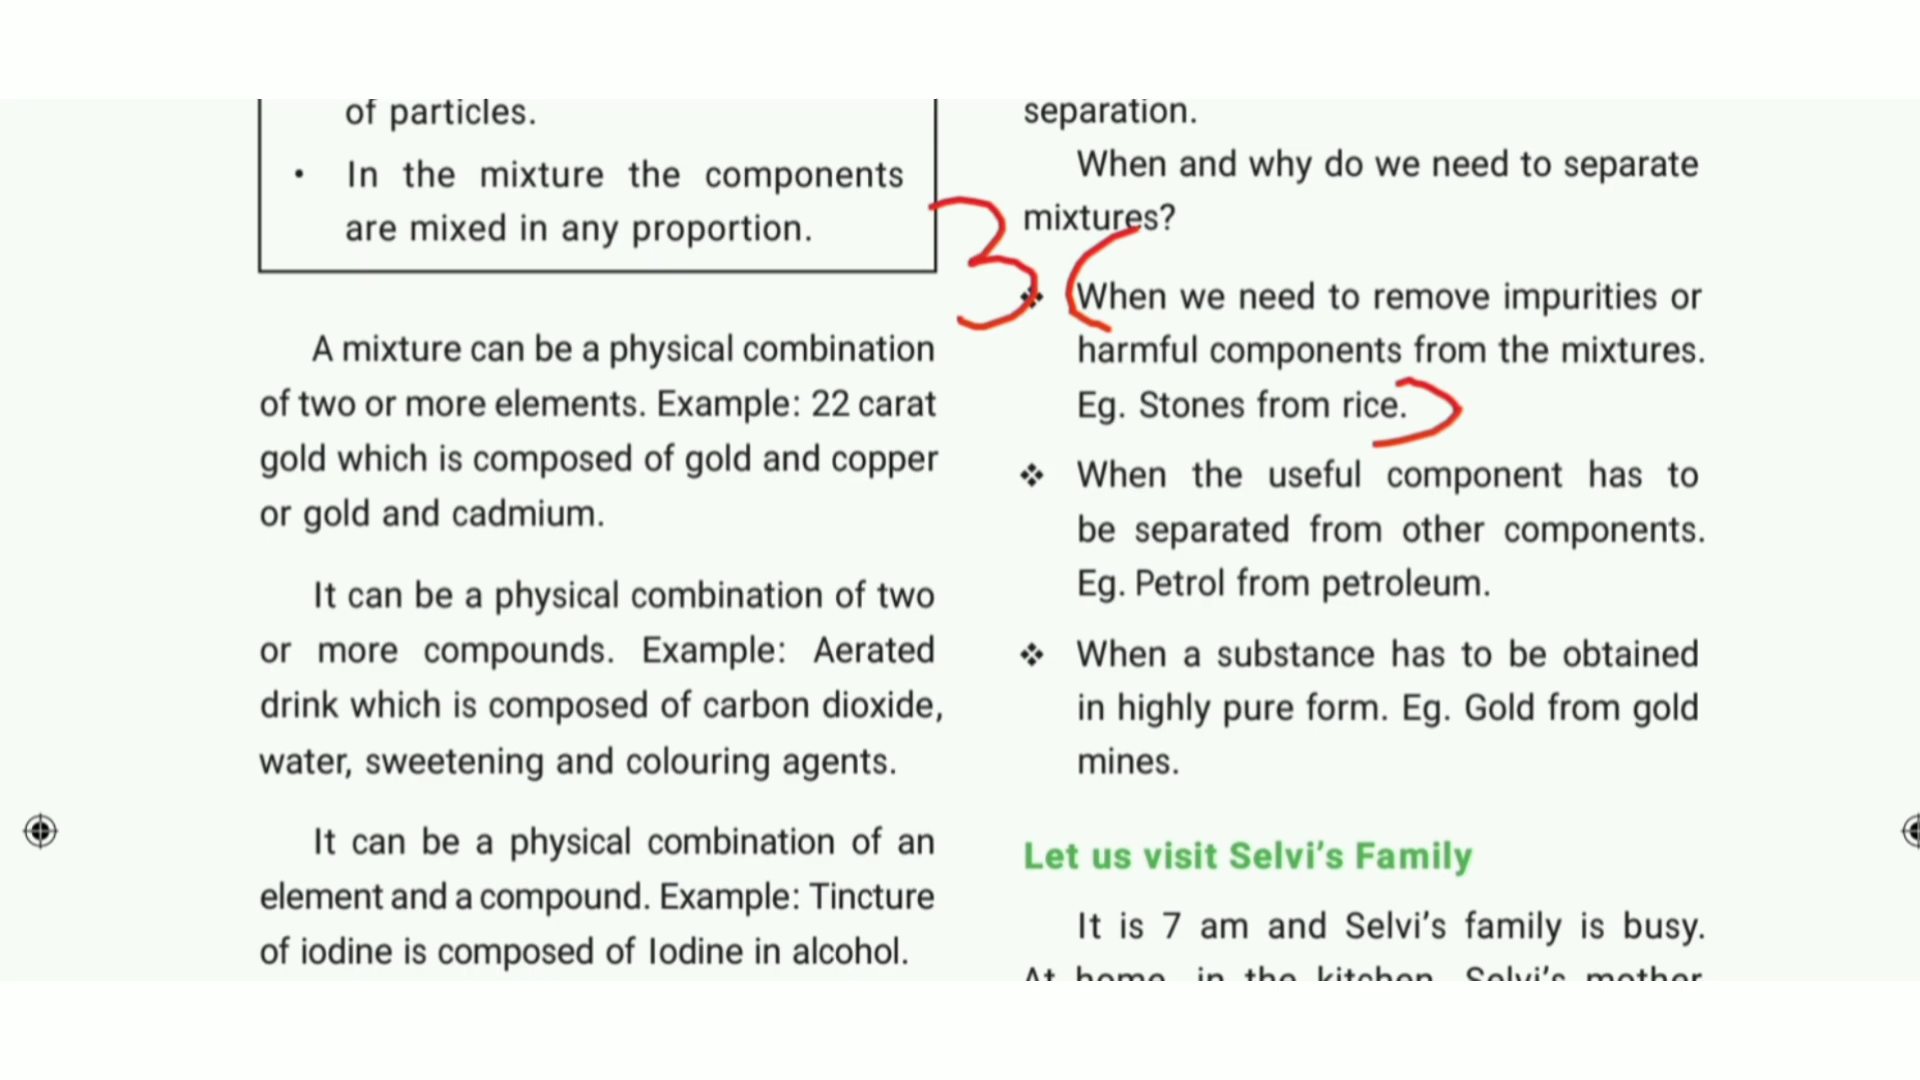 of particles.
• In the mixture the components
are mixed in any proportion.
A mixture can be a physical combination
of two or more elements. Example: 22 carat
gold which is composed of gold and copper
or gold and cadmium.
It can be a physical combination of two
or more compounds. Example: Aerated
drink which is composed of carbon dioxide,
water, sweetening and colouring agents.
It can be a physical combination of an
element and a compound. Example: Tincture
of iodine is composed of Iodine in alcohol.
3
separation.
When and why do we need to separate
mixtures?
❖ When we need to remove impurities or
harmful components from the mixtures.
Eg. Stones from rice.
❖ When the useful component has to
be separated from other components.
Eg. Petrol from petroleum.
❖ When a substance has to be obtained
in highly pure form. Eg. Gold from gold
mines.
Let us visit Selvi’s Family
It is 7 am and Selvi’s family is busy.
At home, in the kitchen, Selvi’s mother